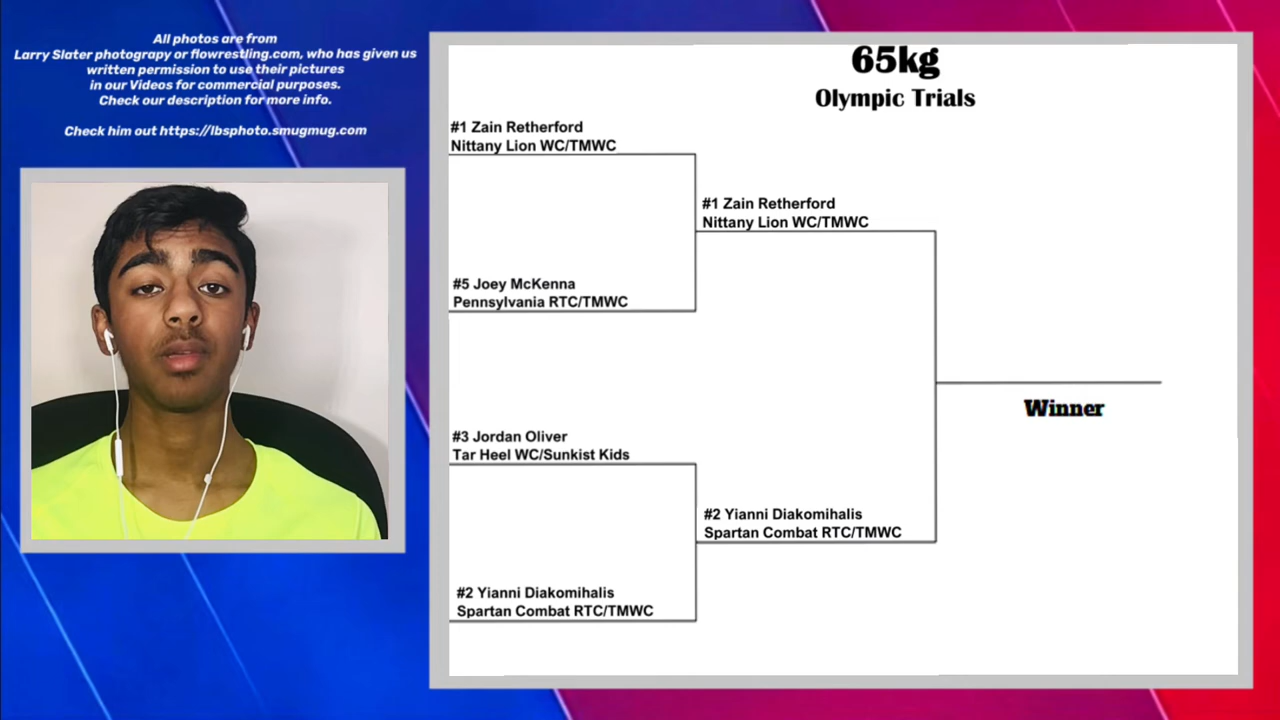 All photos are from
Larry Slater photograpy or flowrestling.com, who has given us
written permission to use their pictures
in our Videos for commercial purposes.
Check our description for more info.
Check him out https://lbsphoto.smugmug.com
65kg
Olympic Trials
#1 Zain Retherford
Nittany Lion WC/TMWC
#1 Zain Retherford
Nittany Lion WC/TMWC
#5 Joey McKenna
Pennsylvania RTC/TMWC
Winner
#3 Jordan Oliver
Tar Heel WC/Sunkist Kids
#2 Yianni Diakomihalis
Spartan Combat RTC/TMWC
#2 Yianni Diakomihalis
Spartan Combat RTC/TMWC